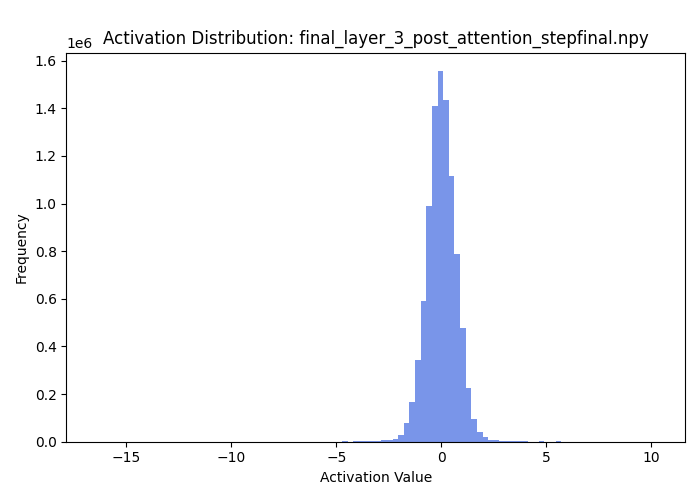 Activation Distribution: final_layer_3_post_attention_stepfinal.npy
1e6
1.6
1.4
1.2
1.0
0.8
0.6
0.4
0.2
0.0
Frequency
−15 −10 −5 0 5 10
Activation Value